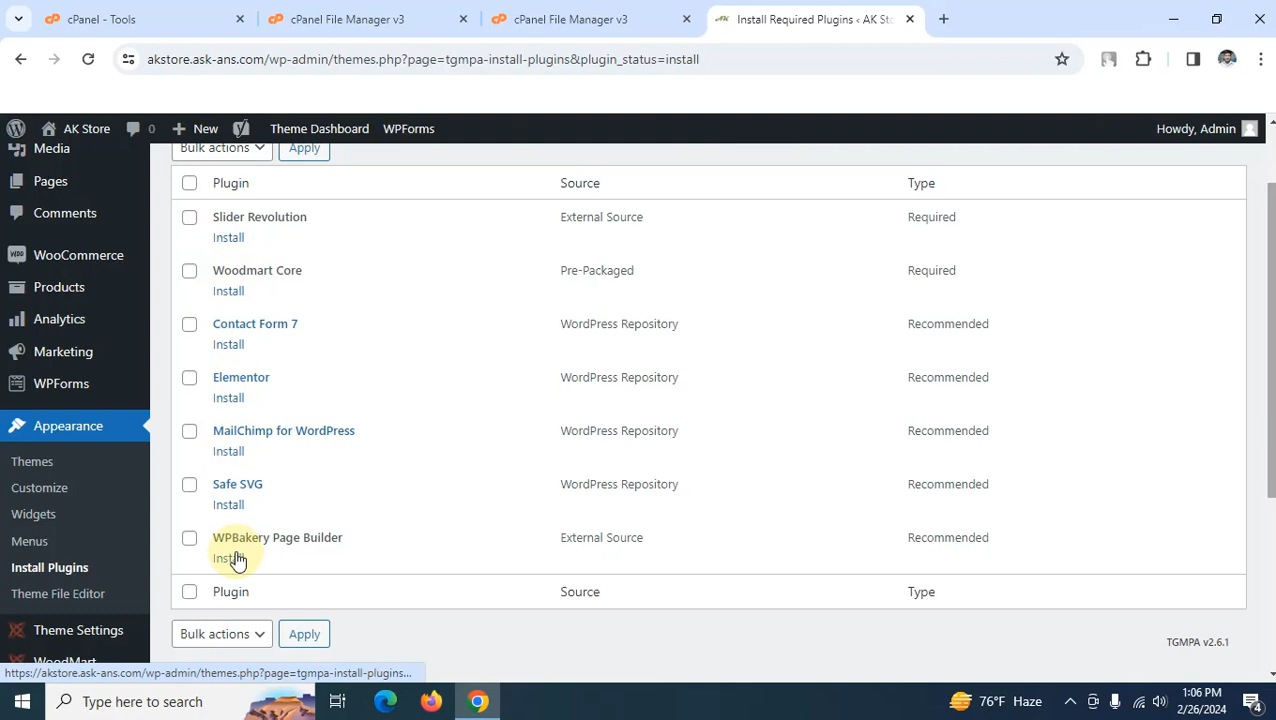 cPanel - Tools
cPanel File Manager v3
cPanel File Manager v3
Install Required Plugins ‹ AK Sto
akstore.ask-ans.com/wp-admin/themes.php?page=tgmpa-install-plugins&plugin_status=install
AK Store 0 New Theme Dashboard WPForms Howdy, Admin
Media
Pages
Comments
WooCommerce
Products
Analytics
Marketing
WPForms
Appearance
Themes
Customize
Widgets
Menus
Install Plugins
Theme File Editor
Theme Settings
WoodMart
Bulk actions Apply
Plugin Source Type
Slider Revolution External Source Required
Install
Woodmart Core Pre-Packaged Required
Install
Contact Form 7 WordPress Repository Recommended
Install
Elementor WordPress Repository Recommended
Install
MailChimp for WordPress WordPress Repository Recommended
Install
Safe SVG WordPress Repository Recommended
Install
WPBakery Page Builder External Source Recommended
Install
Plugin Source Type
Bulk actions Apply
TGMPA v2.6.1
https://akstore.ask-ans.com/wp-admin/themes.php?page=tgmpa-install-plugins...
Type here to search
76°F Haze
1:06 PM
2/26/2024
4